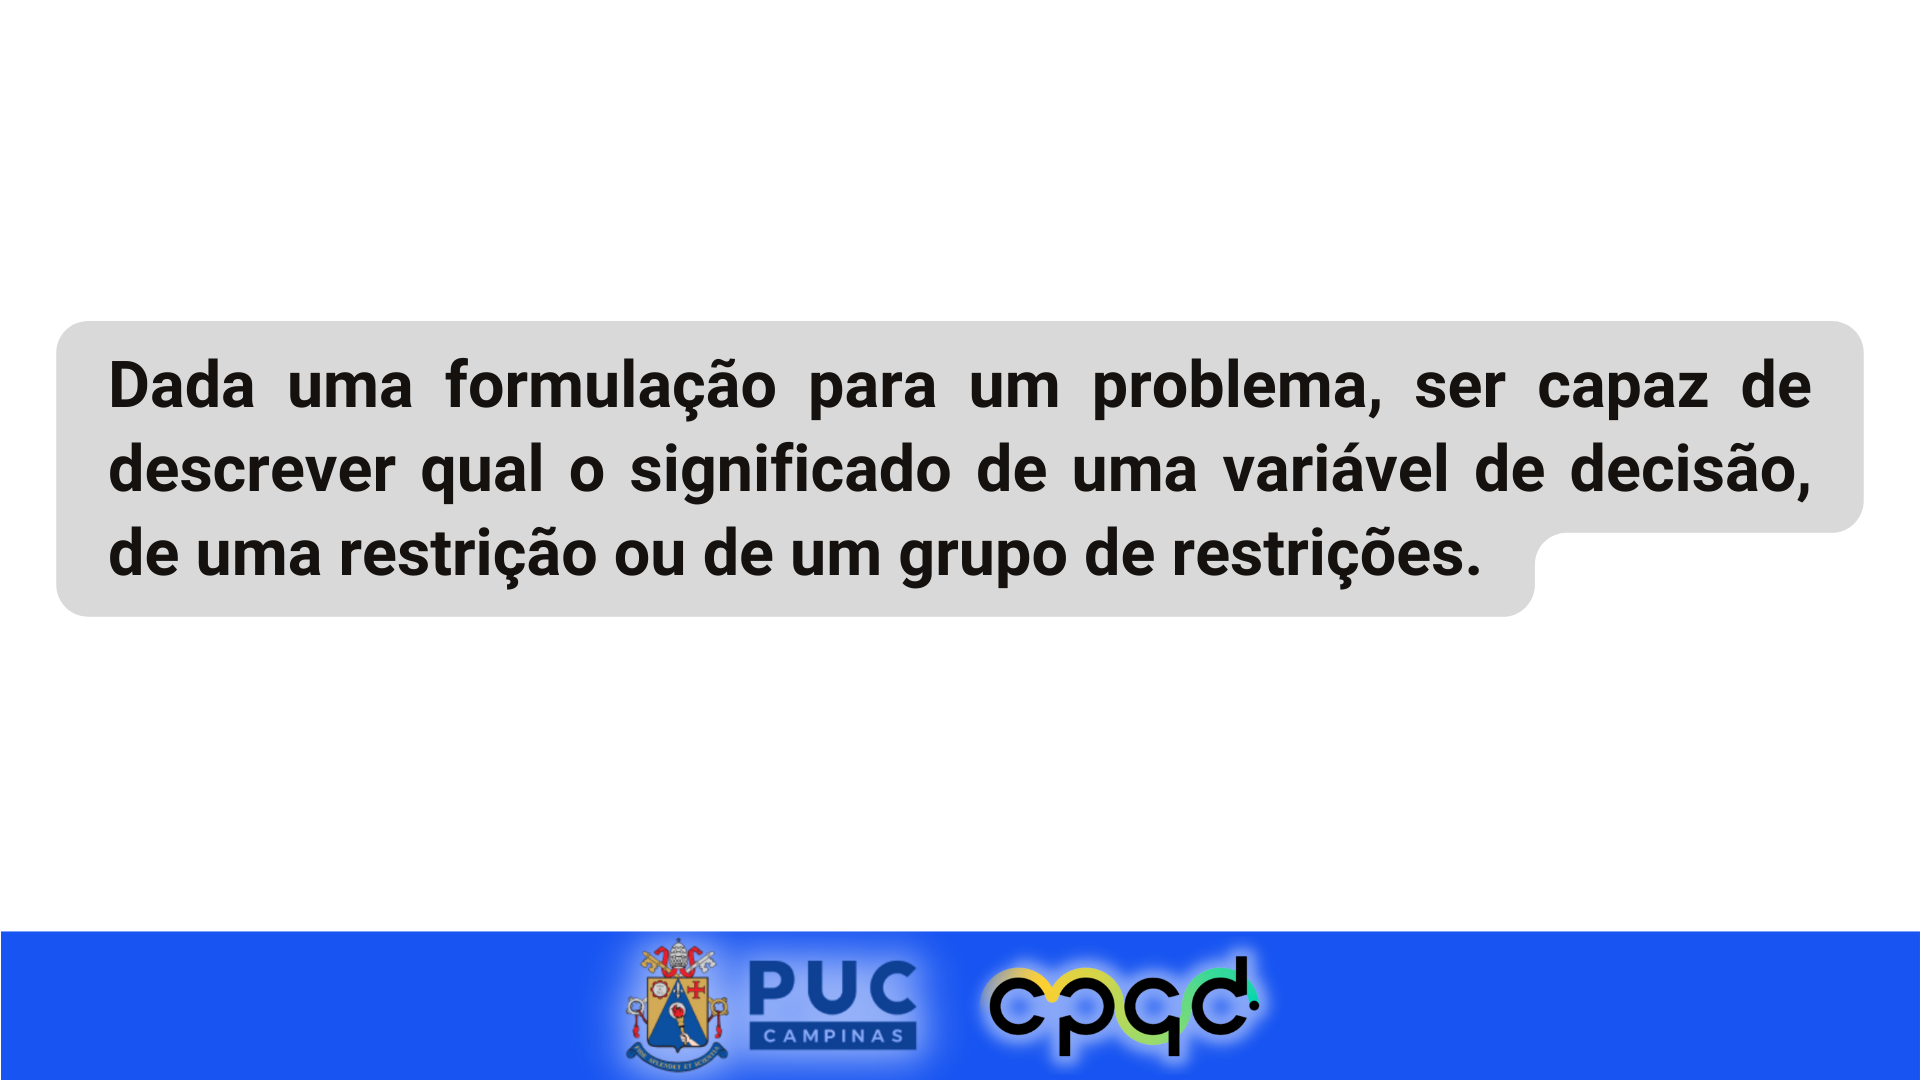 Dada uma formulação para um problema, ser capaz de
descrever qual o significado de uma variável de decisão,
de uma restrição ou de um grupo de restrições.
PUC
CAMPINAS
cpqd